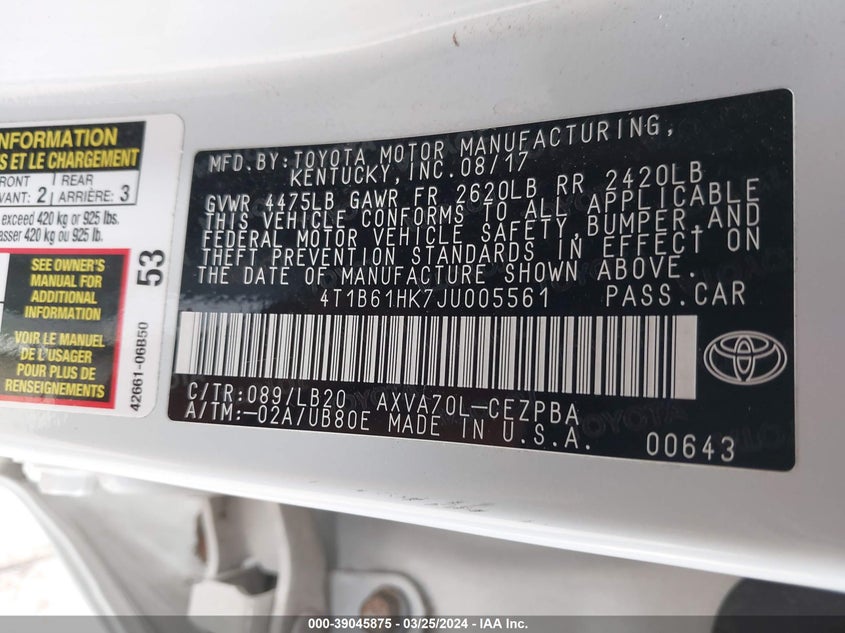 INFORMATION
S ET LE CHARGEMENT
FRONT
VANT: 2
REAR
ARRIÈRE: 3
exceed 420 kg or 925 lbs.
asser 420 kg ou 925 lb.
SEE OWNER'S
MANUAL FOR
ADDITIONAL
INFORMATION
VOIR LE MANUEL
DE L'USAGER
POUR PLUS DE
RENSEIGNEMENTS
53
42661-06B50
MFD.BY:TOYOTA MOTOR MANUFACTURING,
KENTUCKY,INC.08/17
GVWR 4475LB GAWR FR 2620LB RR 2420LB
THIS VEHICLE CONFORMS TO ALL APPLICABLE
FEDERAL MOTOR VEHICLE SAFETY,BUMPER,AND
THEFT PREVENTION STANDARDS IN EFFECT ON
THE DATE OF MANUFACTURE SHOWN ABOVE.
4T1B61HK7JU005561 PASS.CAR
C/TR:089/LB20 AXVA70L-CEZPBA
A/TM:-02A/UB80E MADE IN U.S.A. 00643
TOYOTA
000-39045875 - 03/25/2024 - IAA Inc.